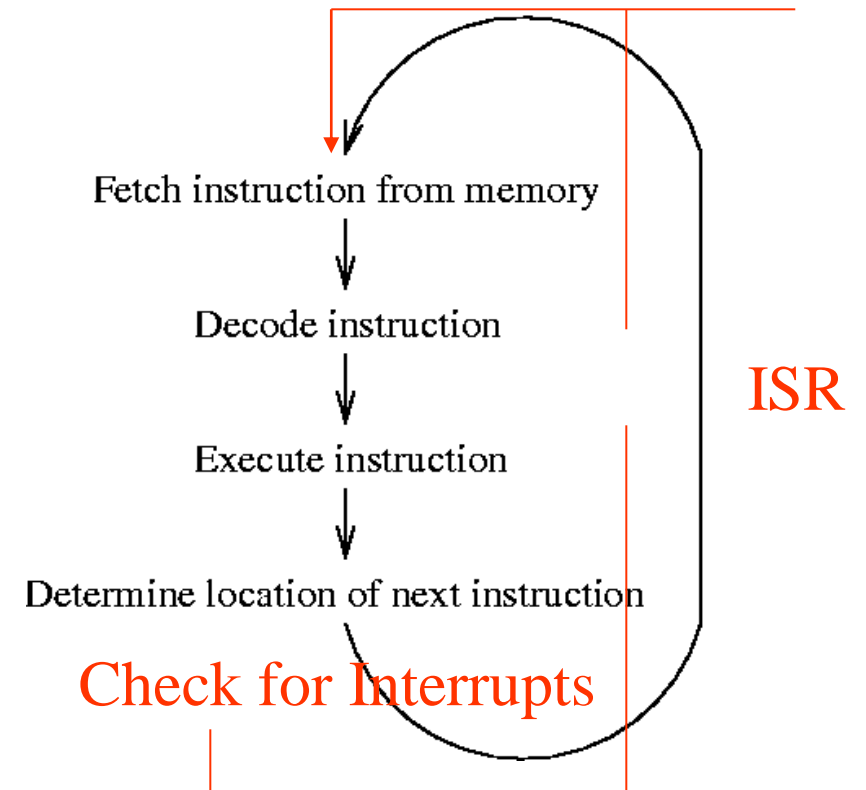 Fetch instruction from memory
Decode instruction
ISR
Execute instruction
Determine location of next instruction
Check for Interrupts